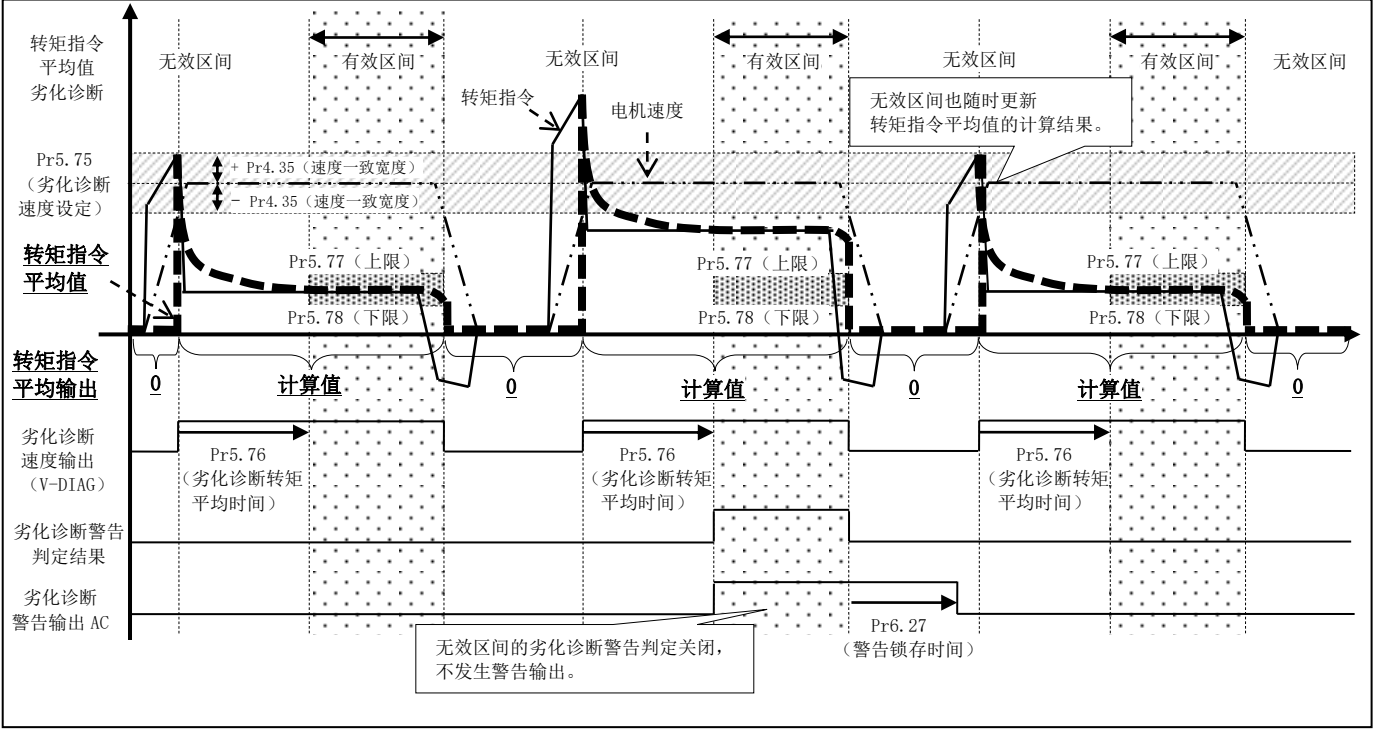 转矩指令
平均值
劣化诊断
无效区间
有效区间
无效区间
有效区间
无效区间
有效区间
无效区间
转矩指令
电机速度
无效区间也随时更新
转矩指令平均值的计算结果。
Pr5.75
（劣化诊断
速度设定）
+ Pr4.35（速度一致宽度）
- Pr4.35（速度一致宽度）
转矩指令
平均值
Pr5.77（上限）
Pr5.78（下限）
Pr5.77（上限）
Pr5.78（下限）
Pr5.77（上限）
Pr5.78（下限）
转矩指令
平均输出
0
计算值
0
计算值
0
计算值
0
劣化诊断
速度输出
（V-DIAG）
Pr5.76
（劣化诊断转矩
平均时间）
Pr5.76
（劣化诊断转矩
平均时间）
Pr5.76
（劣化诊断转矩
平均时间）
劣化诊断警告
判定结果
劣化诊断
警告输出 AC
Pr6.27
（警告锁存时间）
无效区间的劣化诊断警告判定关闭，
不发生警告输出。